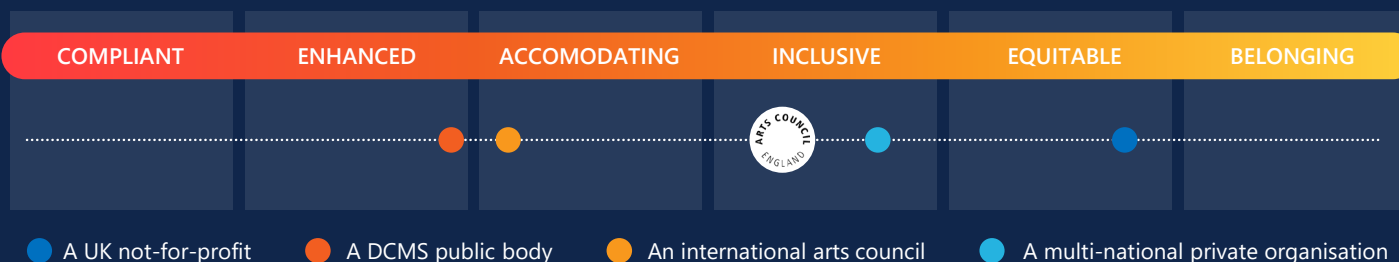 COMPLIANT ENHANCED ACCOMODATING INCLUSIVE EQUITABLE BELONGING
ARTS COUNCIL
ENGLAND
A UK not-for-profit A DCMS public body An international arts council A multi-national private organisation